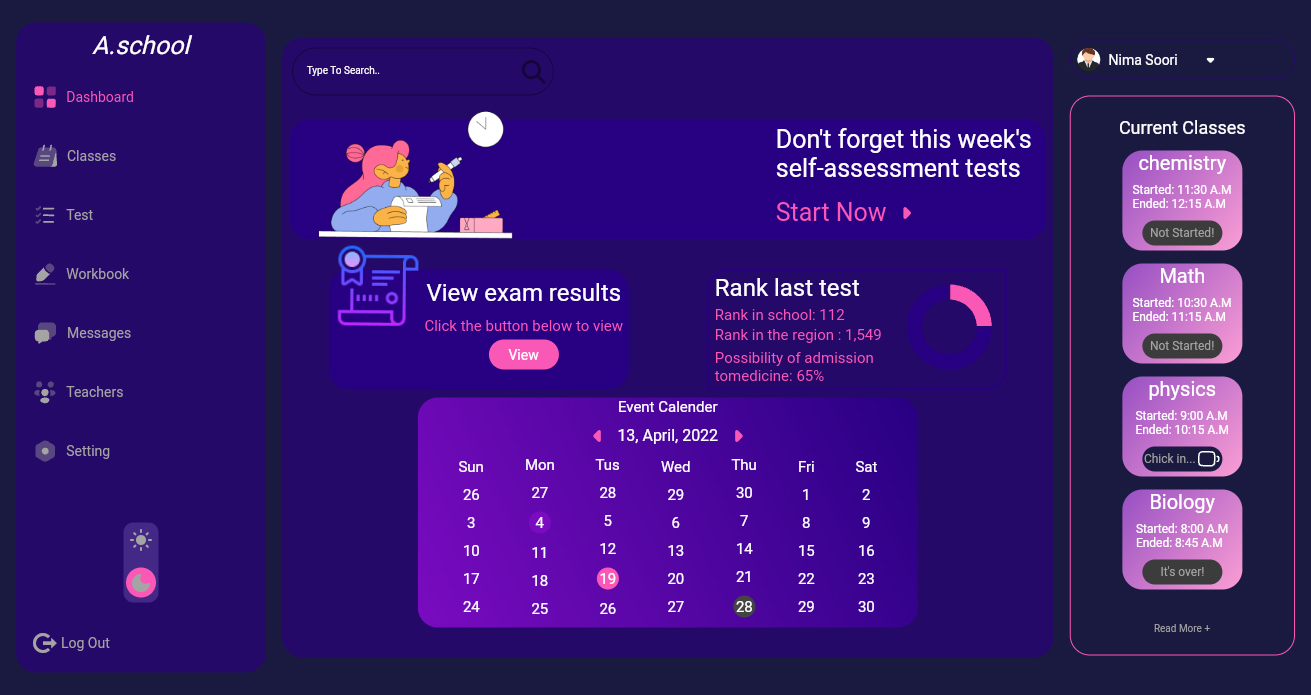 A.school
Dashboard
Classes
Test
Workbook
Messages
Teachers
Setting
Log Out
Type To Search..
Don't forget this week's
self-assessment tests
Start Now
View exam results
Click the button below to view
View
Rank last test
Rank in school: 112
Rank in the region : 1,549
Possibility of admission
tomedicine: 65%
Event Calender
13, April, 2022
Sun Mon Tus Wed Thu Fri Sat
26 27 28 29 30 1 2
3 4 5 6 7 8 9
10 11 12 13 14 15 16
17 18 19 20 21 22 23
24 25 26 27 28 29 30
Nima Soori
Current Classes
chemistry
Started: 11:30 A.M
Ended: 12:15 A.M
Not Started!
Math
Started: 10:30 A.M
Ended: 11:15 A.M
Not Started!
physics
Started: 9:00 A.M
Ended: 10:15 A.M
Chick in...
Biology
Started: 8:00 A.M
Ended: 8:45 A.M
It's over!
Read More +